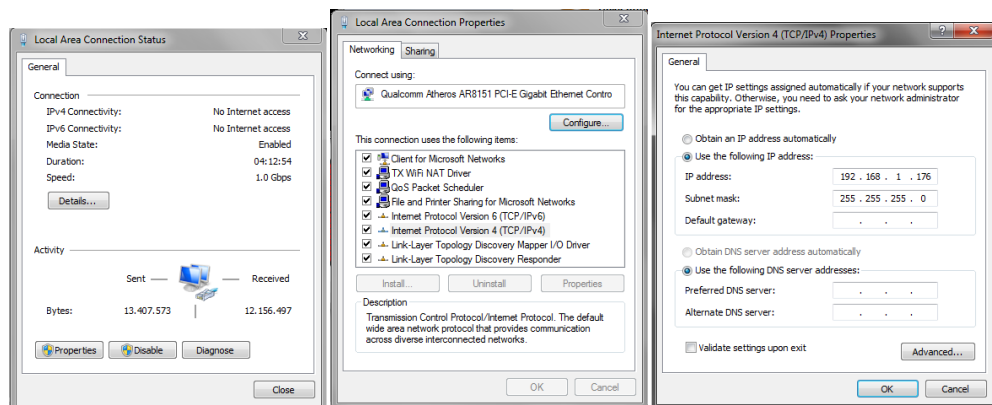 Local Area Connection Status
General
Connection
IPv4 Connectivity: No Internet access
IPv6 Connectivity: No Internet access
Media State: Enabled
Duration: 04:12:54
Speed: 1.0 Gbps
Details...
Activity
Sent — — Received
Bytes: 13.407.573 | 12.156.497
Properties Disable Diagnose
Close
Local Area Connection Properties
Networking Sharing
Connect using:
Qualcomm Atheros AR8151 PCI-E Gigabit Ethernet Contro
Configure...
This connection uses the following items:
Client for Microsoft Networks
TX WiFi NAT Driver
QoS Packet Scheduler
File and Printer Sharing for Microsoft Networks
Internet Protocol Version 6 (TCP/IPv6)
Internet Protocol Version 4 (TCP/IPv4)
Link-Layer Topology Discovery Mapper I/O Driver
Link-Layer Topology Discovery Responder
Install... Uninstall Properties
Description
Transmission Control Protocol/Internet Protocol. The default
wide area network protocol that provides communication
across diverse interconnected networks.
OK Cancel
Internet Protocol Version 4 (TCP/IPv4) Properties
General
You can get IP settings assigned automatically if your network supports
this capability. Otherwise, you need to ask your network administrator
for the appropriate IP settings.
Obtain an IP address automatically
Use the following IP address:
IP address: 192 . 168 . 1 . 176
Subnet mask: 255 . 255 . 255 . 0
Default gateway: . . .
Obtain DNS server address automatically
Use the following DNS server addresses:
Preferred DNS server: . . .
Alternate DNS server: . . .
Validate settings upon exit
Advanced...
OK Cancel